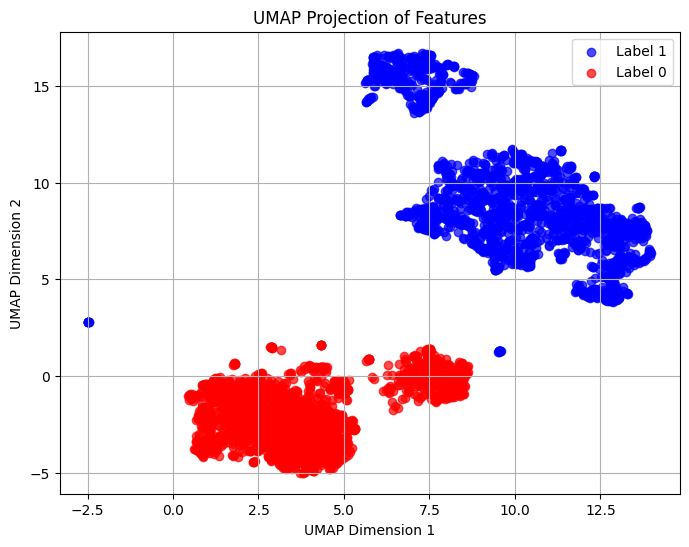 UMAP Projection of Features
Label 1
Label 0
UMAP Dimension 2
15
10
5
0
−5
−2.5
0.0
2.5
5.0
7.5
10.0
12.5
UMAP Dimension 1